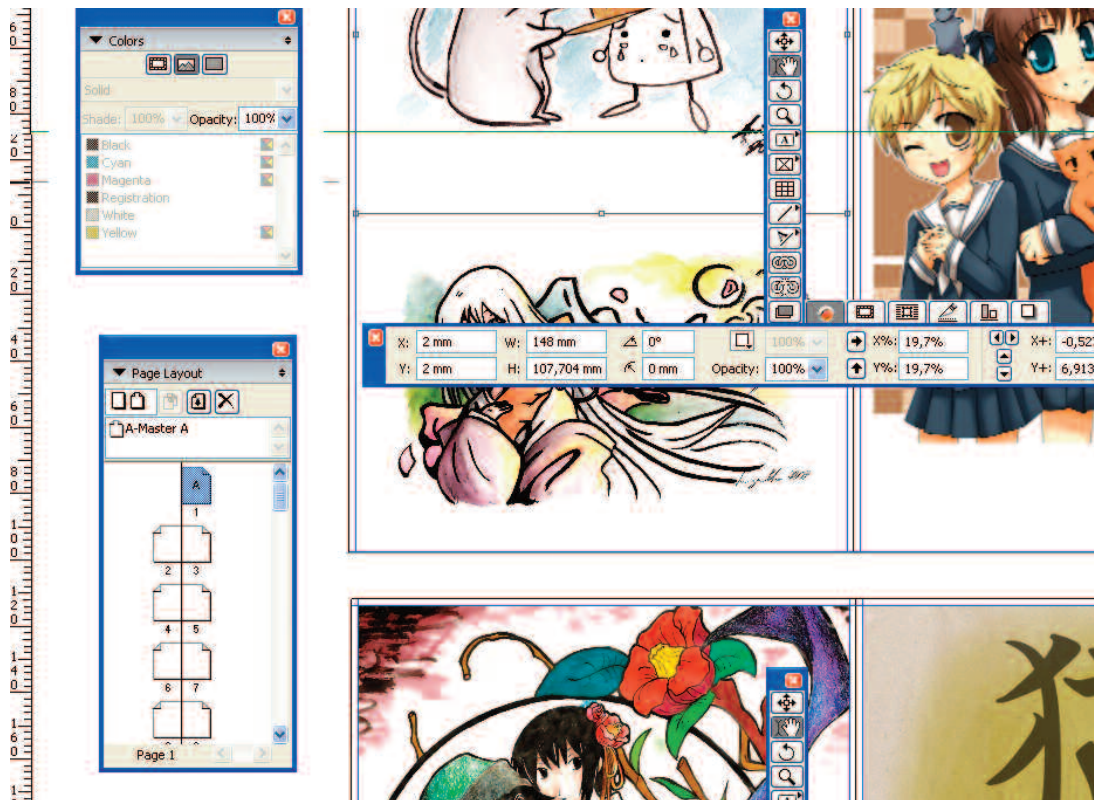 Colors
Solid
Shade: 100%
Opacity: 100%
Black
Cyan
Magenta
Registration
White
Yellow
X: 2 mm
W: 148 mm
0°
100%
X%: 19,7%
X+: -0,527
Y: 2 mm
H: 107,704 mm
0 mm
Opacity: 100%
Y%: 19,7%
Y+: 6,913
Page Layout
A-Master A
A
1
2 3
4 5
6 7
Page 1